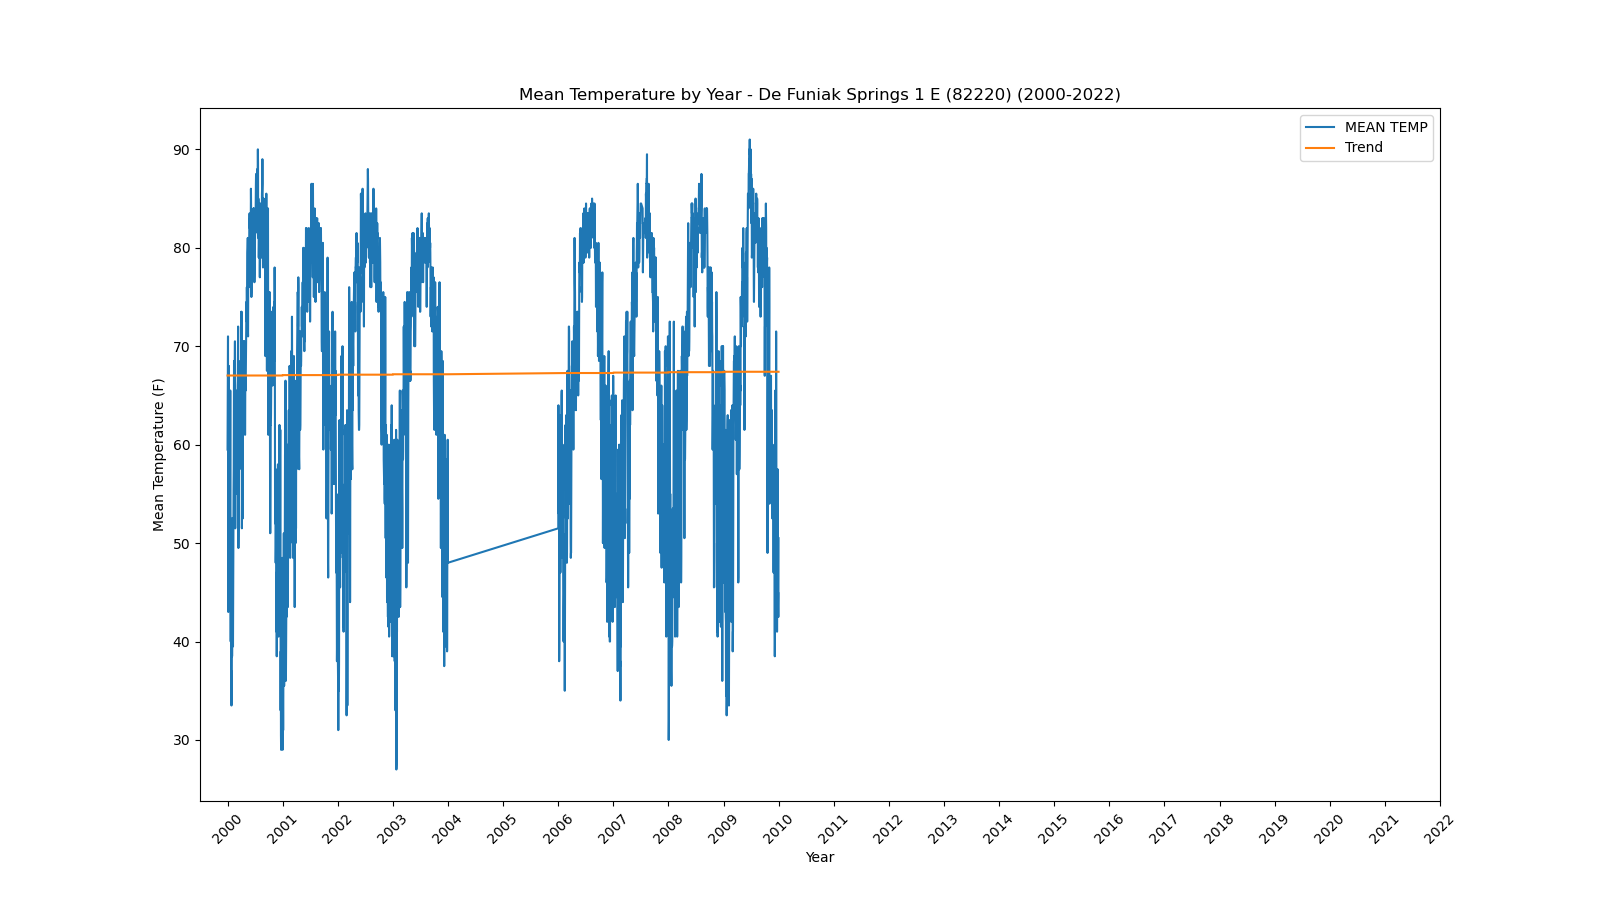 Mean Temperature by Year - De Funiak Springs 1 E (82220) (2000-2022)
MEAN TEMP
Trend
90
80
70
60
50
40
30
Mean Temperature (F)
2000 2001 2002 2003 2004 2005 2006 2007 2008 2009 2010 2011 2012 2013 2014 2015 2016 2017 2018 2019 2020 2021 2022
Year